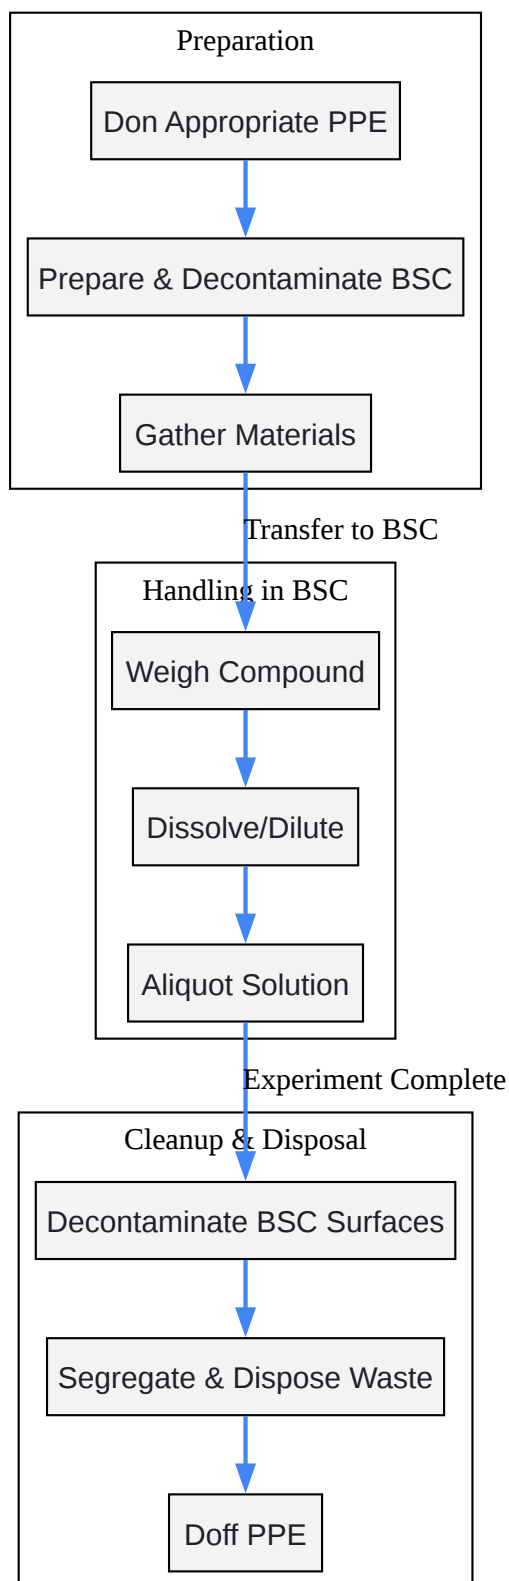 Preparation
Don Appropriate PPE
Prepare & Decontaminate BSC
Gather Materials
Transfer to BSC
Handling in BSC
Weigh Compound
Dissolve/Dilute
Aliquot Solution
Experiment Complete
Cleanup & Disposal
Decontaminate BSC Surfaces
Segregate & Dispose Waste
Doff PPE